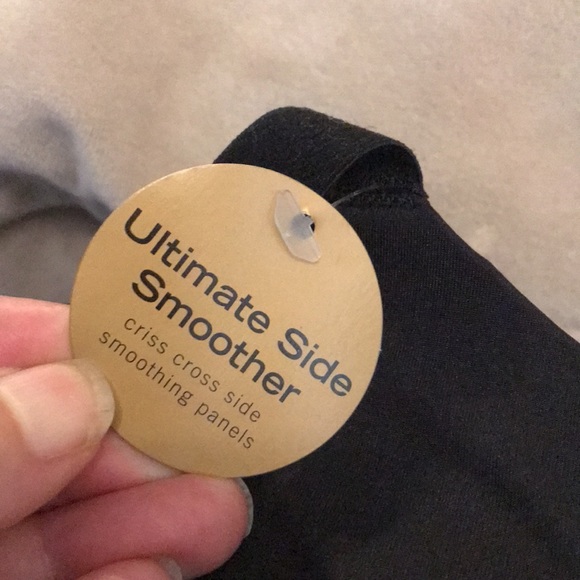 Ultimate Side
Smoother
criss cross side
smoothing panels